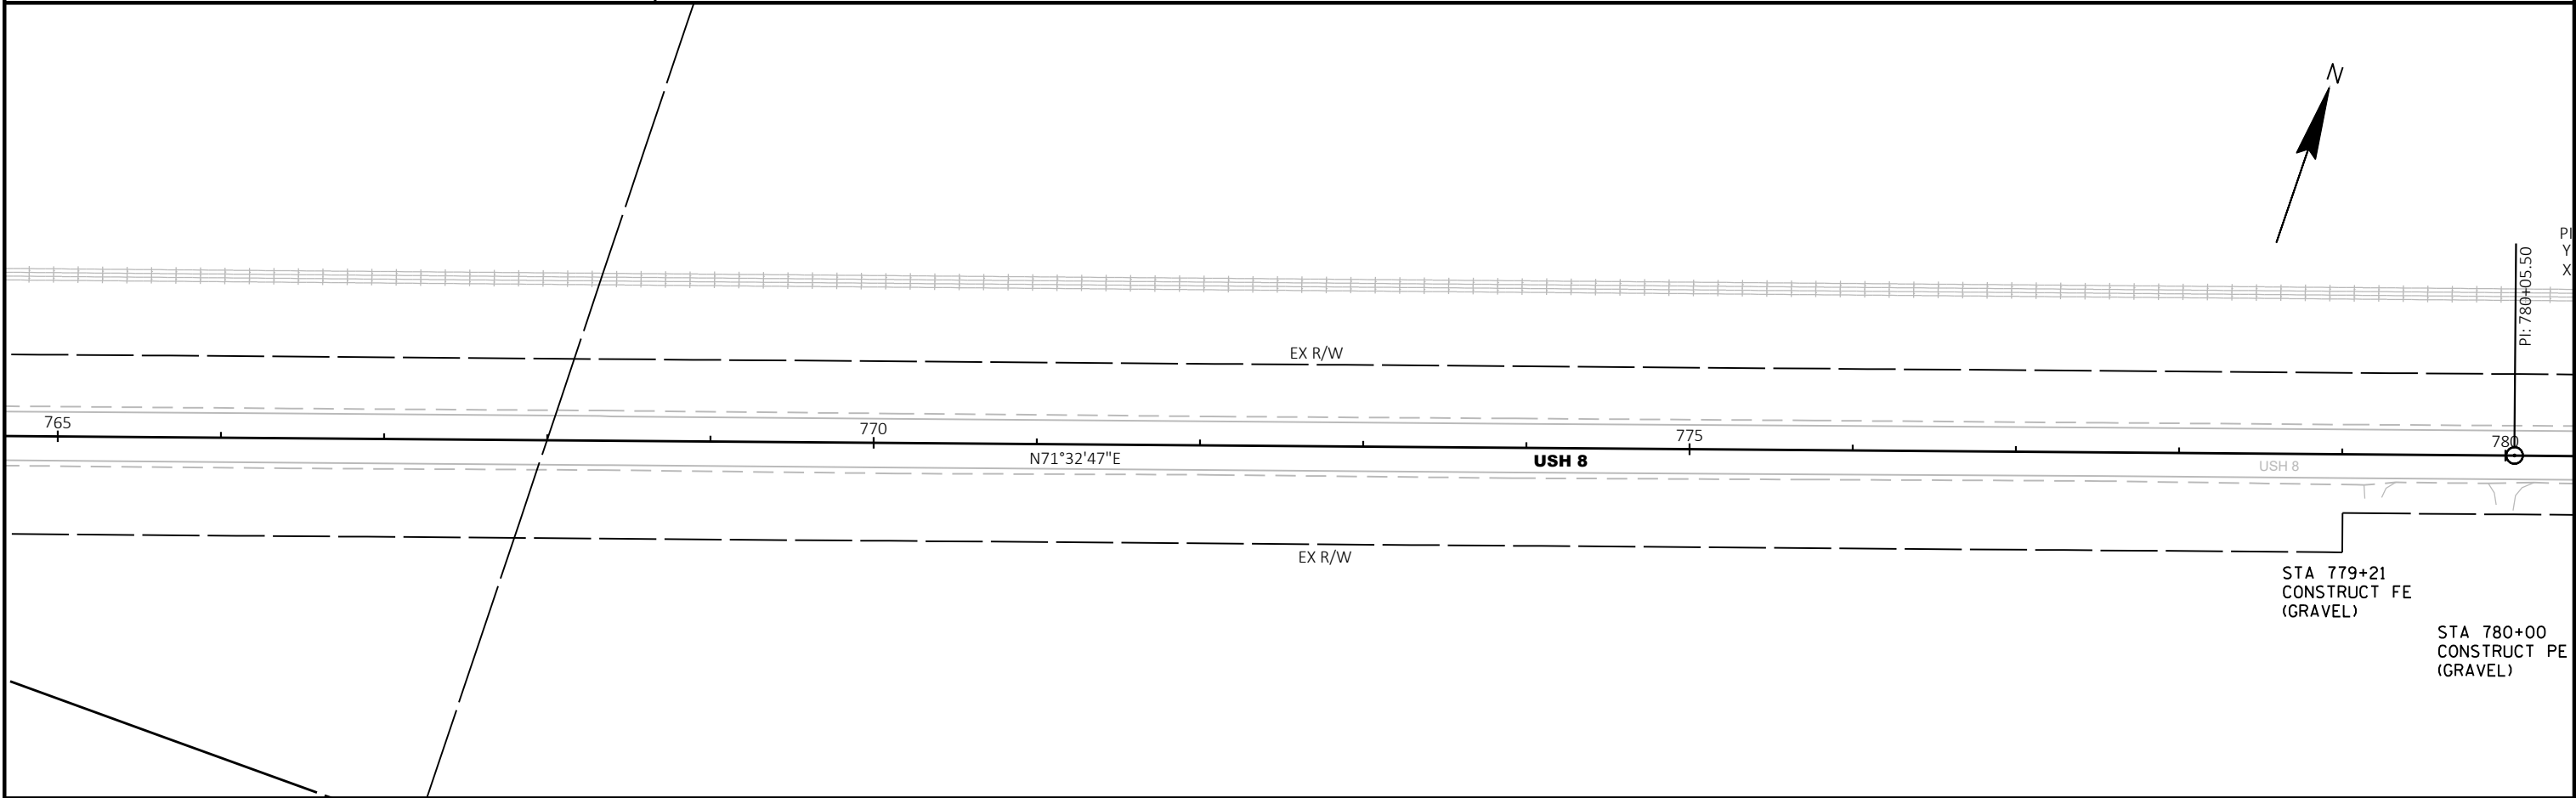 N
PI
Y
X
PI: 780+05.50
EX R/W
765
770
775
780
N71°32'47"E
USH 8
USH 8
EX R/W
STA 779+21
CONSTRUCT FE
(GRAVEL)
STA 780+00
CONSTRUCT PE
(GRAVEL)